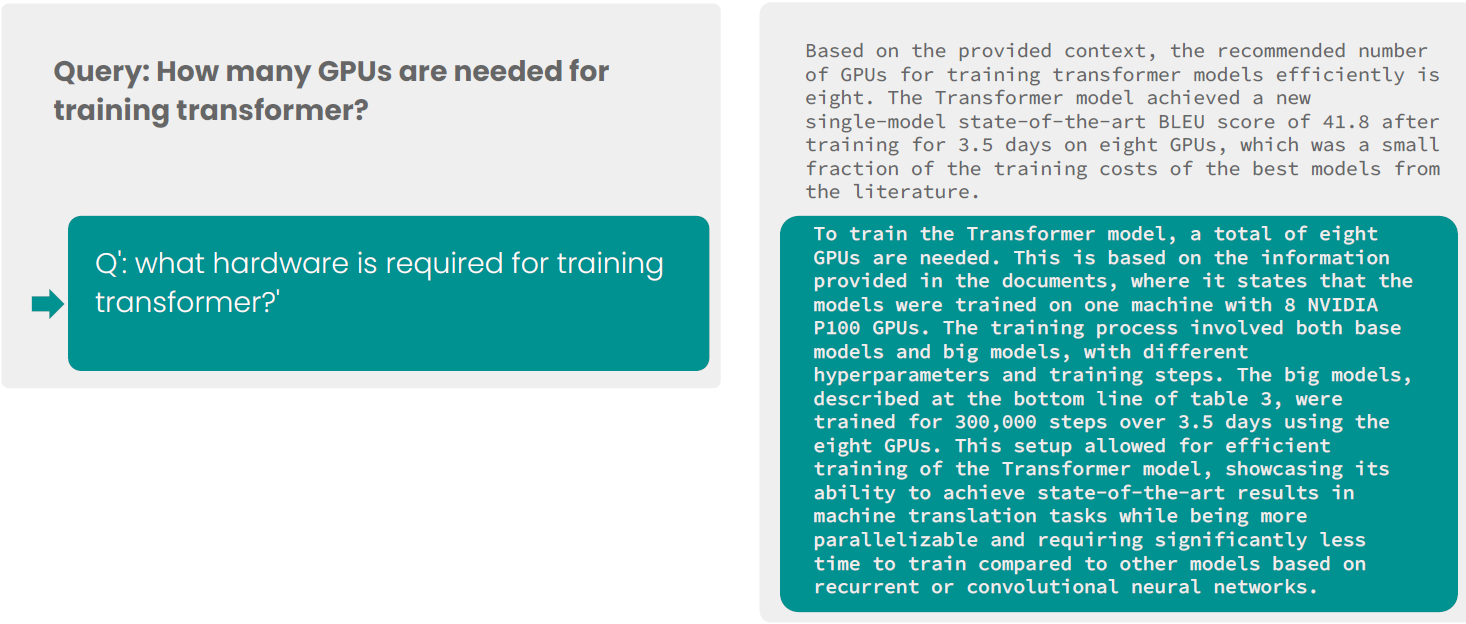 Query: How many GPUs are needed for
training transformer?
Q': what hardware is required for training
transformer?'
Based on the provided context, the recommended number
of GPUs for training transformer models efficiently is
eight. The Transformer model achieved a new
single-model state-of-the-art BLEU score of 41.8 after
training for 3.5 days on eight GPUs, which was a small
fraction of the training costs of the best models from
the literature.
To train the Transformer model, a total of eight
GPUs are needed. This is based on the information
provided in the documents, where it states that the
models were trained on one machine with 8 NVIDIA
P100 GPUs. The training process involved both base
models and big models, with different
hyperparameters and training steps. The big models,
described at the bottom line of table 3, were
trained for 300,000 steps over 3.5 days using the
eight GPUs. This setup allowed for efficient
training of the Transformer model, showcasing its
ability to achieve state-of-the-art results in
machine translation tasks while being more
parallelizable and requiring significantly less
time to train compared to other models based on
recurrent or convolutional neural networks.